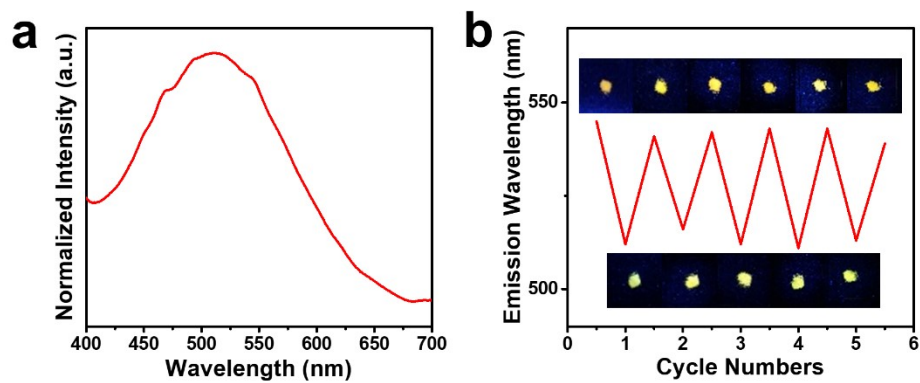 a
Normalized Intensity (a.u.)
400 450 500 550 600 650 700
Wavelength (nm)
b
Emission Wavelength (nm)
550
500
0 1 2 3 4 5 6
Cycle Numbers